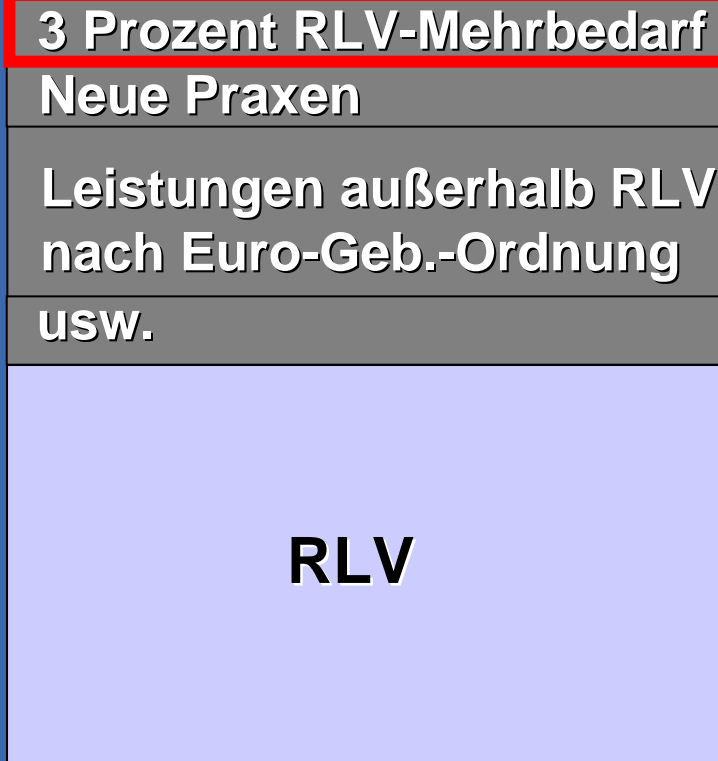 3 Prozent RLV-Mehrbedarf
Neue Praxen
Leistungen außerhalb RLV
nach Euro-Geb.-Ordnung
usw.
RLV